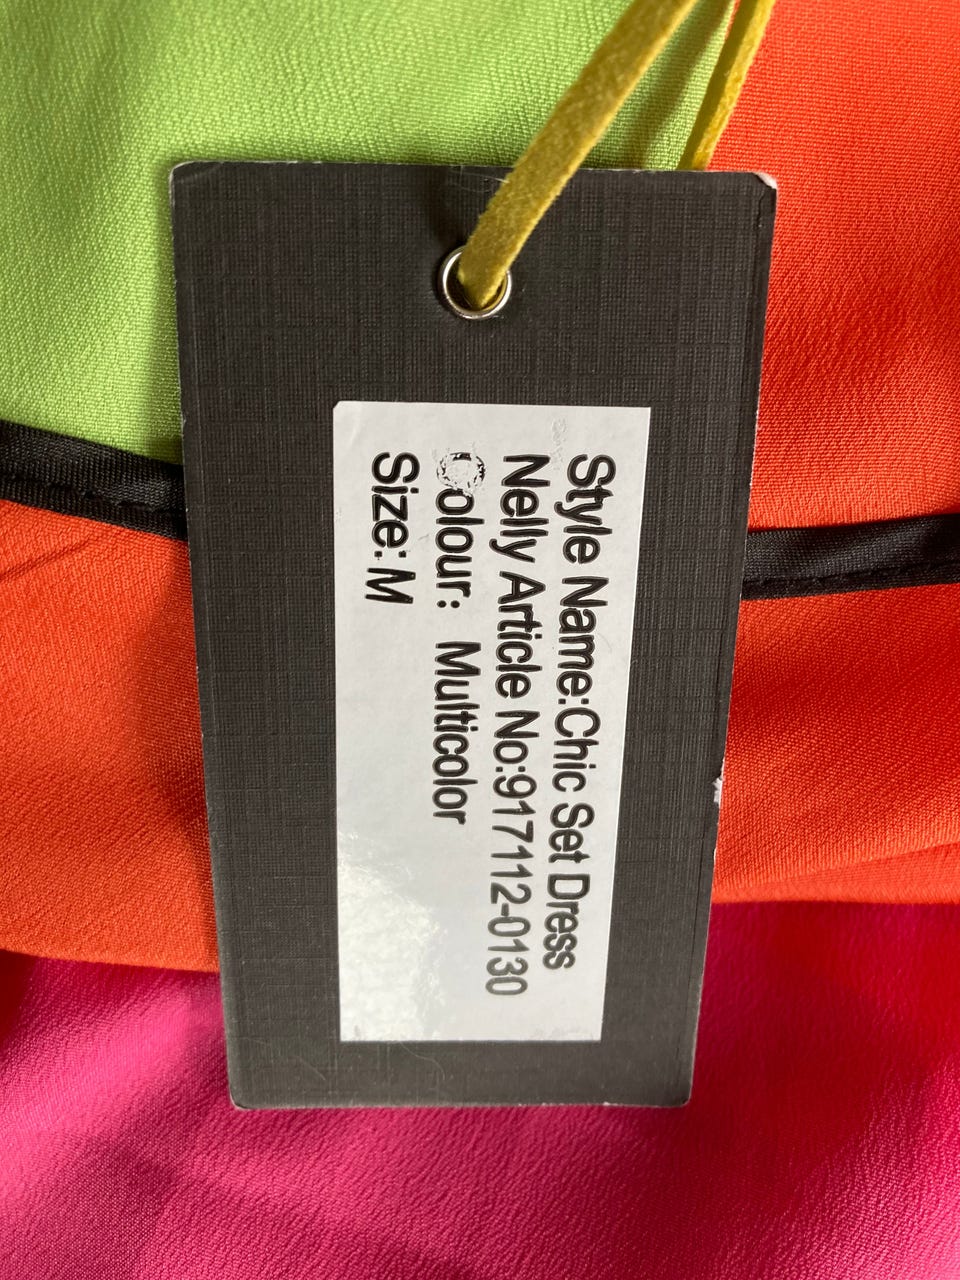 Style Name:Chic Set Dress
Nelly Article No:917112-0130
Colour: Multicolor
Size: M